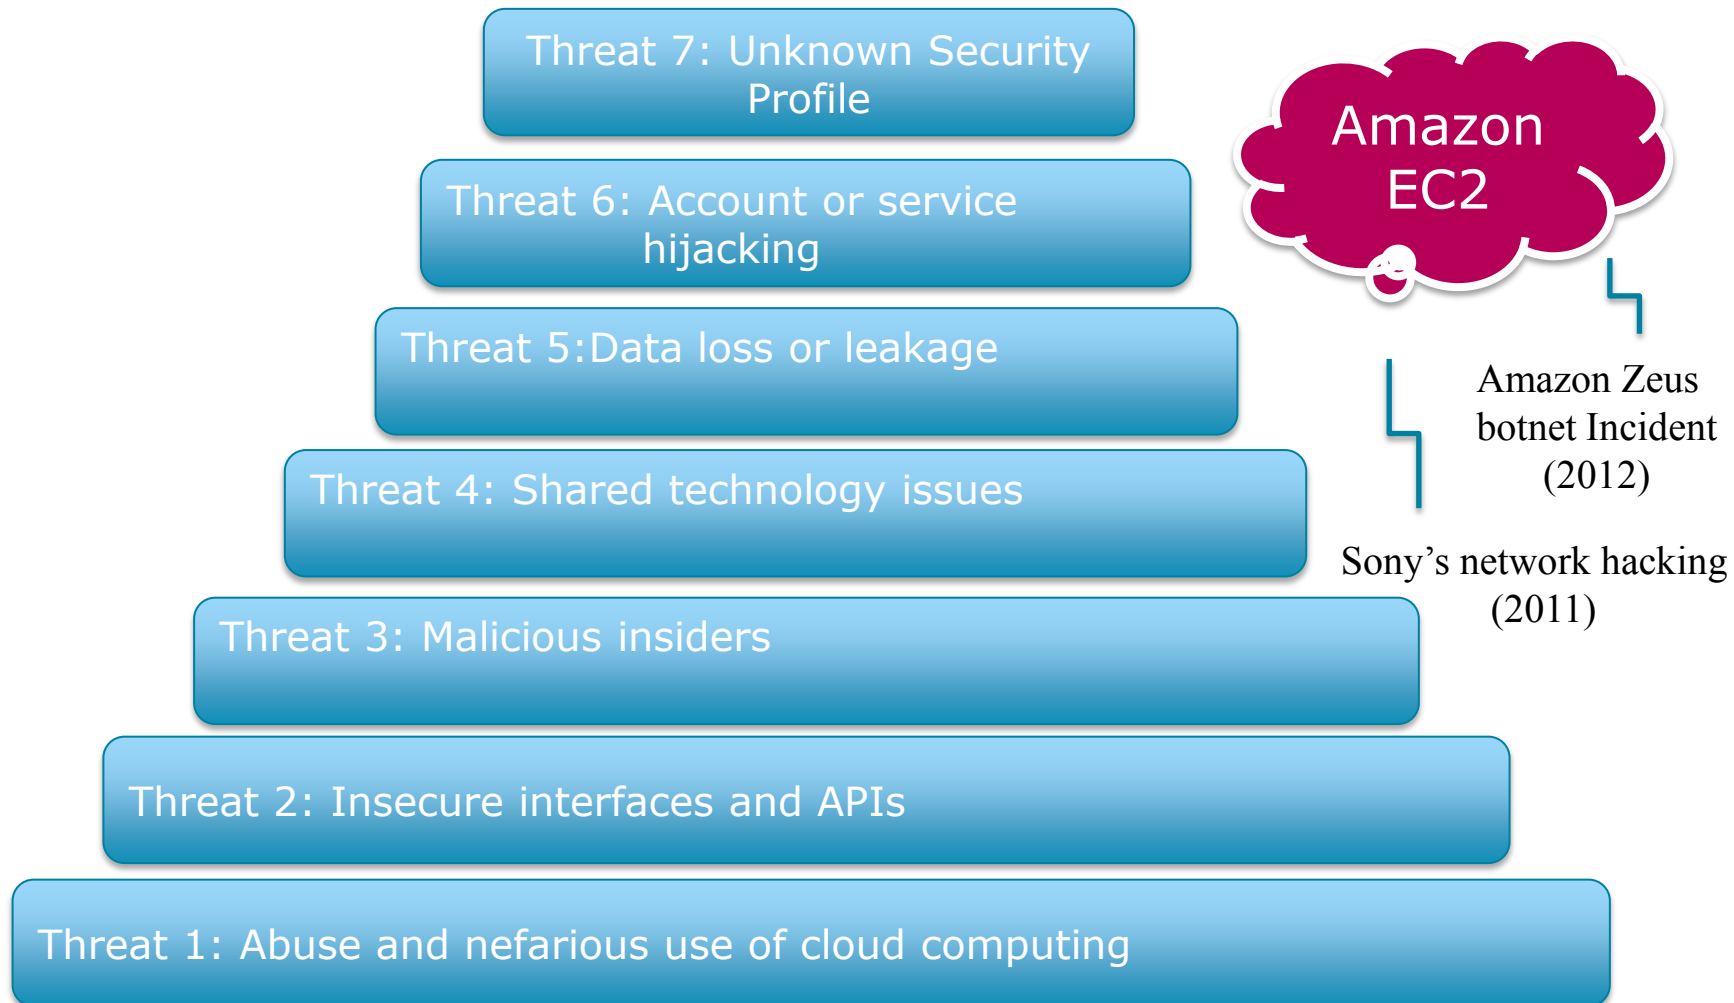 Threat 7: Unknown Security
Profile
Threat 6: Account or service
hijacking
Threat 5:Data loss or leakage
Threat 4: Shared technology issues
Threat 3: Malicious insiders
Threat 2: Insecure interfaces and APIs
Threat 1: Abuse and nefarious use of cloud computing
Amazon
EC2
Amazon Zeus
botnet Incident
(2012)
Sony’s network hacking
(2011)